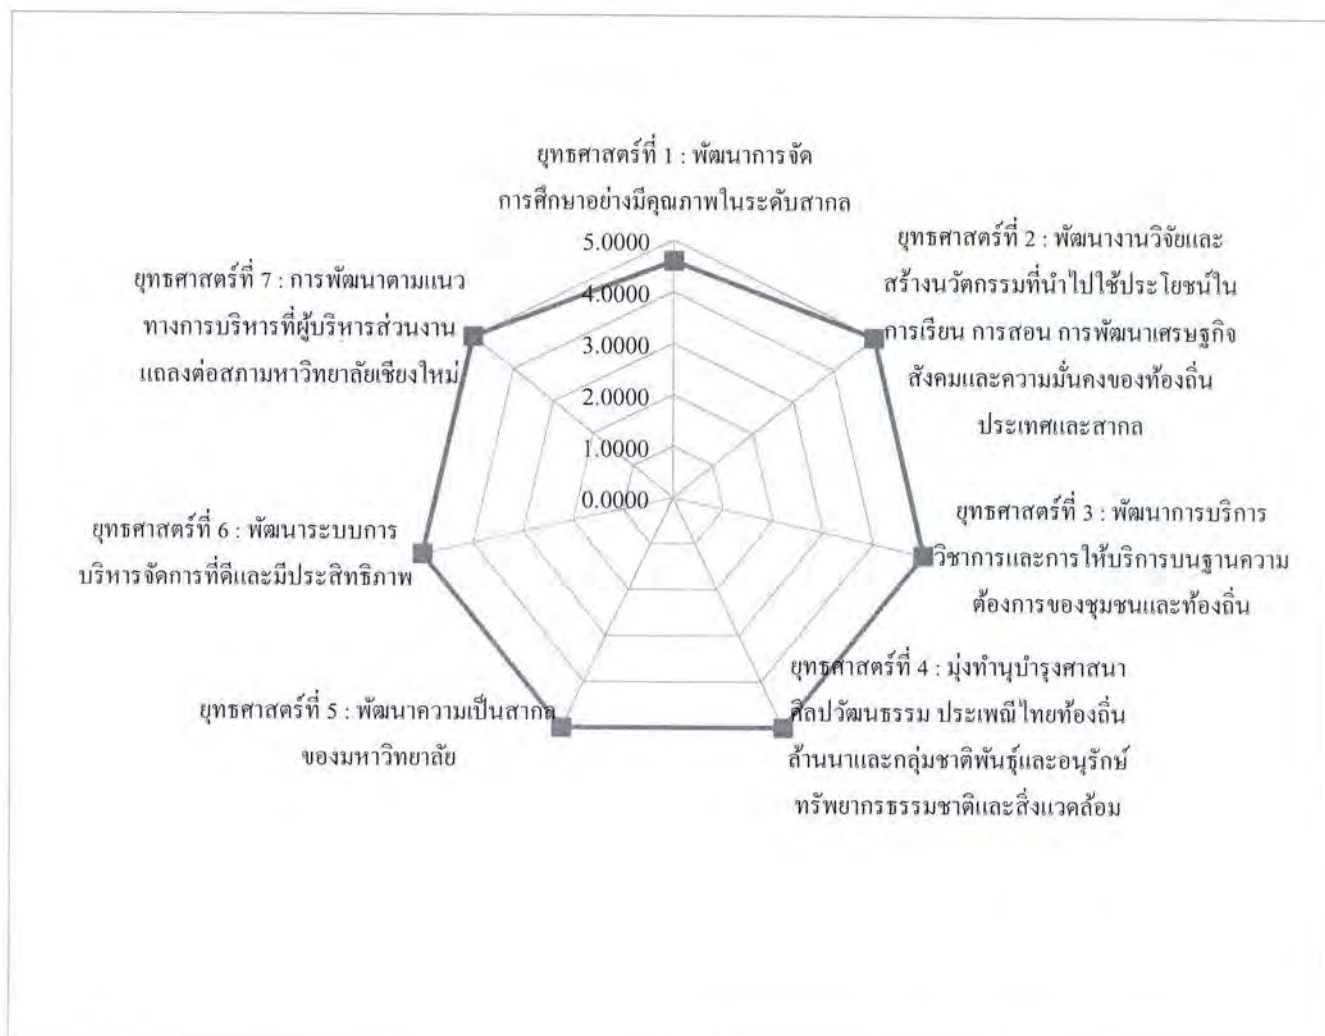 ยุทธศาสตร์ที่ 1 : พัฒนาการจัด
การศึกษาอย่างมีคุณภาพในระดับสากล
ยุทธศาสตร์ที่ 2 : พัฒนางานวิจัยและ
สร้างนวัตกรรมที่นำไปใช้ประโยชน์ใน
การเรียน การสอน การพัฒนาเศรษฐกิจ
สังคมและความมั่นคงของท้องถิ่น
ประเทศและสากล
ยุทธศาสตร์ที่ 3 : พัฒนาการบริการ
วิชาการและการให้บริการบนฐานความ
ต้องการของชุมชนและท้องถิ่น
ยุทธศาสตร์ที่ 4 : มุ่งทำนุบำรุงศาสนา
ศิลปวัฒนธรรม ประเพณีไทยท้องถิ่น
ล้านนาและกลุ่มชาติพันธุ์และอนุรักษ์
ทรัพยากรธรรมชาติและสิ่งแวดล้อม
ยุทธศาสตร์ที่ 5 : พัฒนาความเป็นสากล
ของมหาวิทยาลัย
ยุทธศาสตร์ที่ 6 : พัฒนาระบบการ
บริหารจัดการที่ดีและมีประสิทธิภาพ
ยุทธศาสตร์ที่ 7 : การพัฒนาตามแนว
ทางการบริหารที่ผู้บริหารส่วนงาน
แถลงต่อสภามหาวิทยาลัยเชียงใหม่
5.0000
4.0000
3.0000
2.0000
1.0000
0.0000